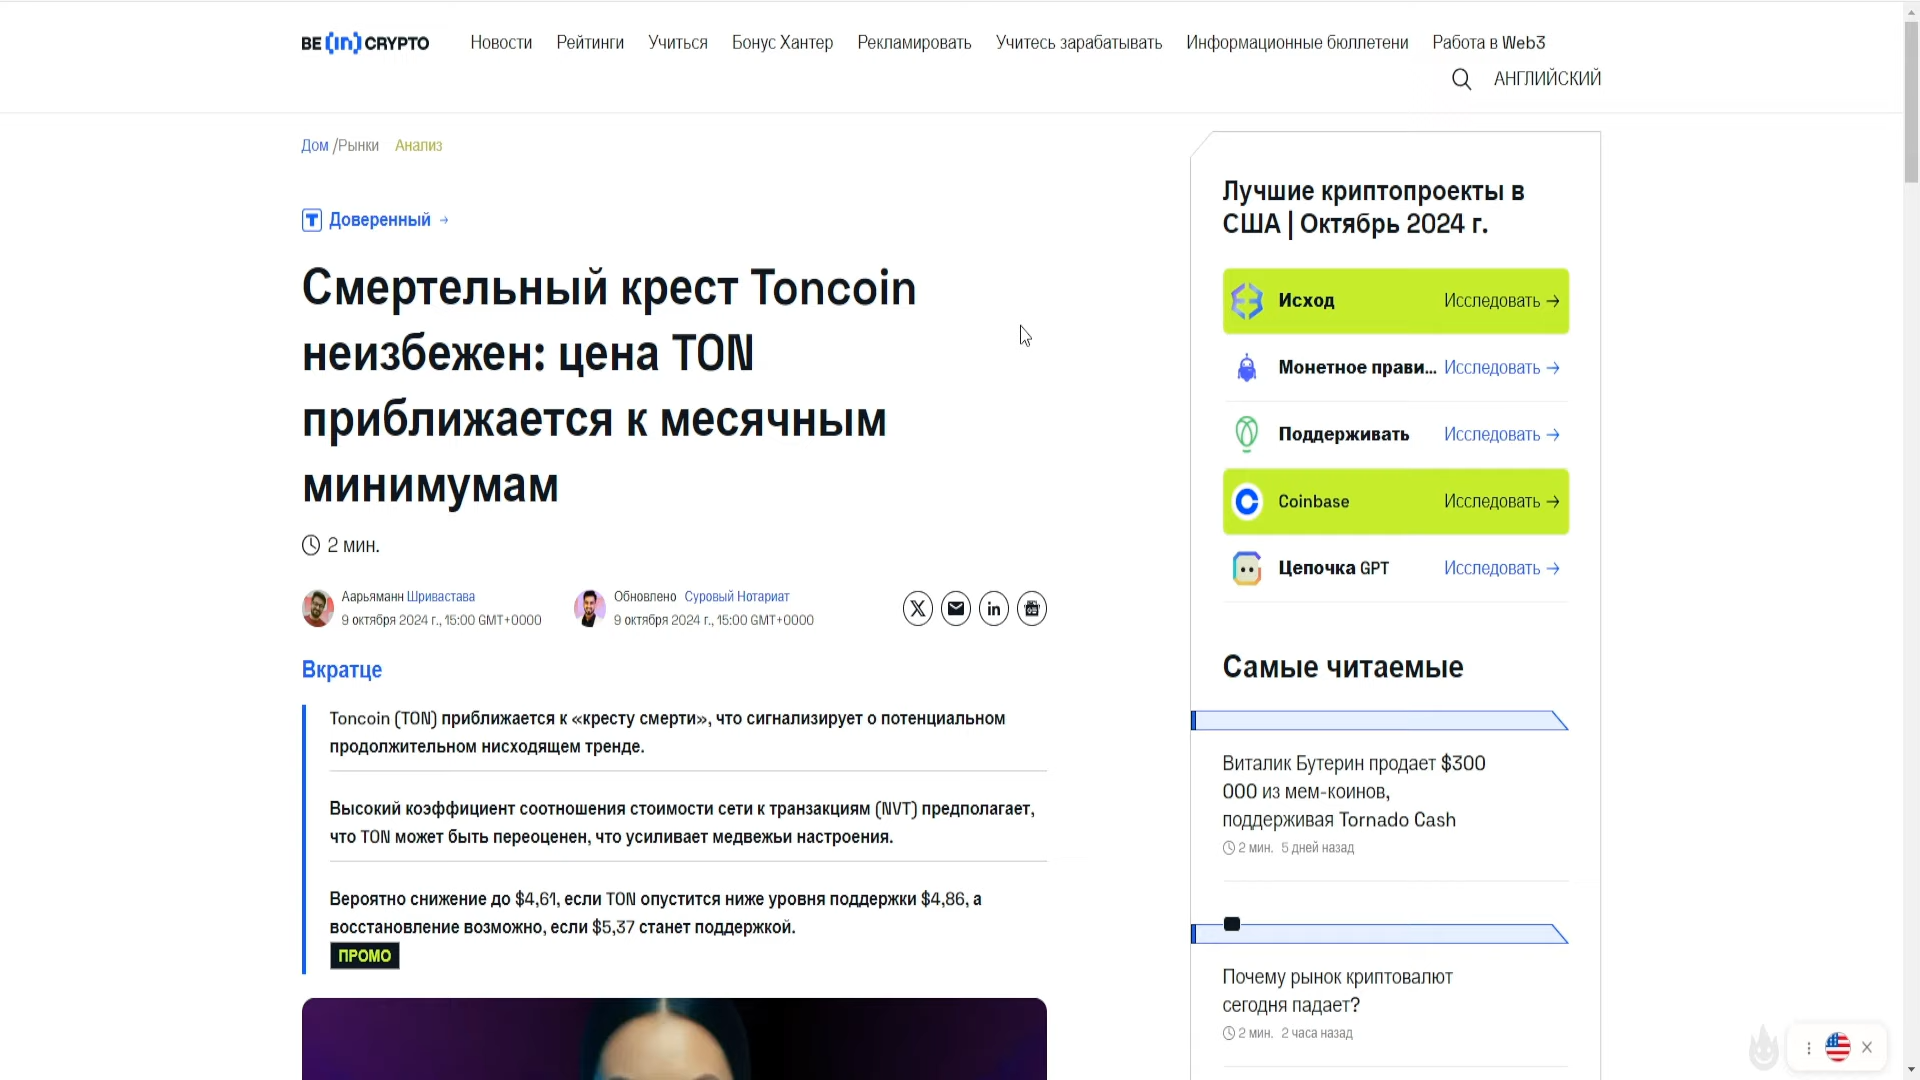 BE [in] CRYPTO
Новости Рейтинги Учиться Бонус Хантер Рекламировать Учитесь зарабатывать Информационные бюллетени Работа в Web3
АНГЛИЙСКИЙ
Дом /Рынки Анализ
T Доверенный →
Смертельный крест Toncoin
неизбежен: цена TON
приближается к месячным
минимумам
2 мин.
Аарьяманн Шривастава
9 октября 2024 г., 15:00 GMT+0000
Обновлено Суровый Нотариат
9 октября 2024 г., 15:00 GMT+0000
Вкратце
Toncoin (TON) приближается к «кресту смерти», что сигнализирует о потенциальном
продолжительном нисходящем тренде.
Высокий коэффициент соотношения стоимости сети к транзакциям (NVT) предполагает,
что TON может быть переоценен, что усиливает медвежьи настроения.
Вероятно снижение до $4,61, если TON опустится ниже уровня поддержки $4,86, а
восстановление возможно, если $5,37 станет поддержкой.
ПРОМО
Лучшие криптопроекты в
США | Октябрь 2024 г.
Исход Исследовать →
Монетное прави... Исследовать →
Поддерживать Исследовать →
Coinbase Исследовать →
Цепочка GPT Исследовать →
Самые читаемые
Виталик Бутерин продает $300
000 из мем-коинов,
поддерживая Tornado Cash
2 мин. 5 дней назад
Почему рынок криптовалют
сегодня падает?
2 мин. 2 часа назад